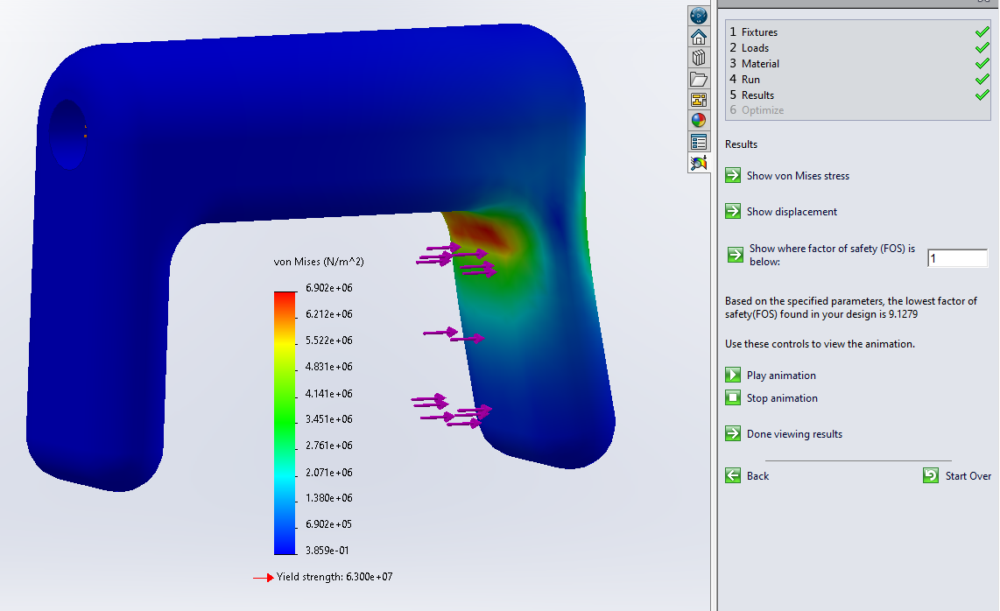 1 Fixtures
2 Loads
3 Material
4 Run
5 Results
6 Optimize
Results
Show von Mises stress
Show displacement
Show where factor of safety (FOS) is
below:
1
Based on the specified parameters, the lowest factor of
safety(FOS) found in your design is 9.1279
Use these controls to view the animation.
Play animation
Stop animation
Done viewing results
Back
Start Over
von Mises (N/m^2)
6.902e+06
6.212e+06
5.522e+06
4.831e+06
4.141e+06
3.451e+06
2.761e+06
2.071e+06
1.380e+06
6.902e+05
3.859e-01
Yield strength: 6.300e+07